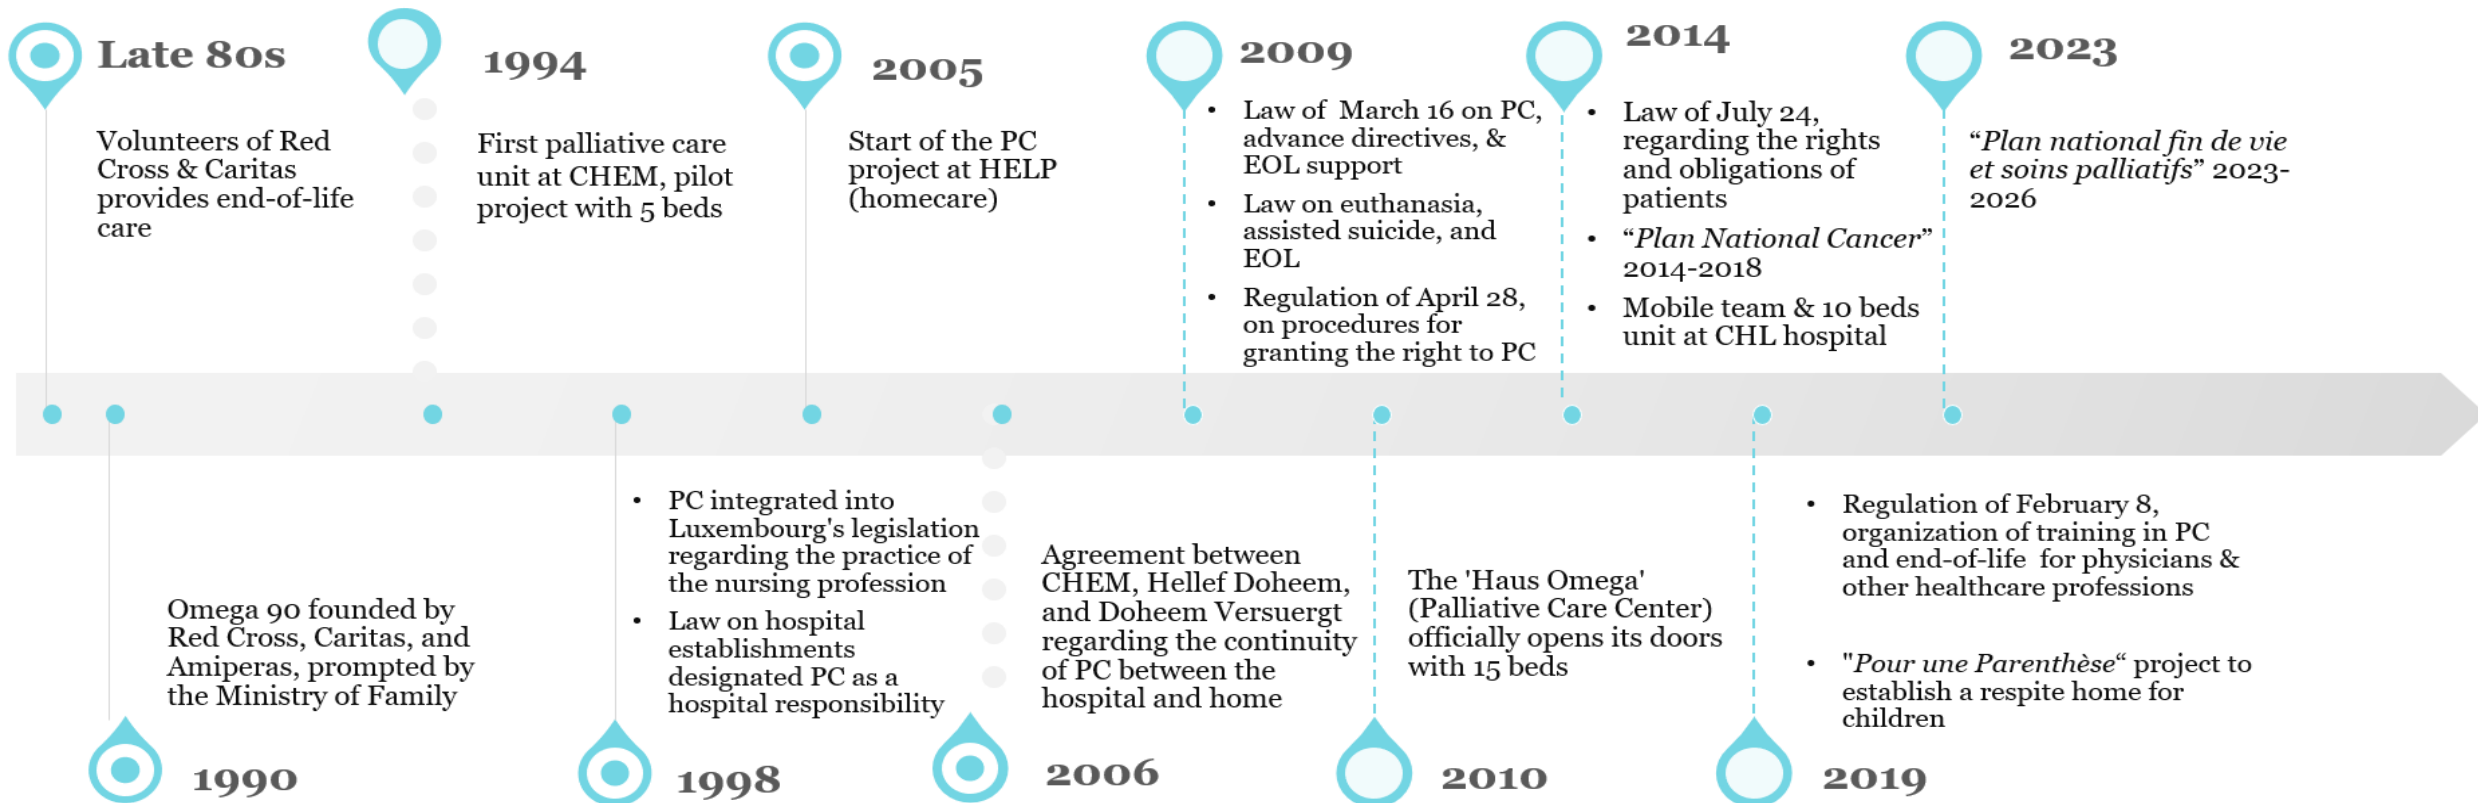 Late 80s
Volunteers of Red
Cross & Caritas
provides end-of-life
care
1994
First palliative care
unit at CHEM, pilot
project with 5 beds
2005
Start of the PC
project at HELP
(homecare)
2009
• Law of March 16 on PC,
advance directives, &
EOL support
• Law on euthanasia,
assisted suicide, and
EOL
• Regulation of April 28,
on procedures for
granting the right to PC
2014
• Law of July 24,
regarding the rights
and obligations of
patients
• “Plan National Cancer”
2014-2018
• Mobile team & 10 beds
unit at CHL hospital
2023
“Plan national fin de vie
et soins palliatifs” 2023-
2026
Omega 90 founded by
Red Cross, Caritas, and
Amiperas, prompted by
the Ministry of Family
1990
• PC integrated into
Luxembourg's legislation
regarding the practice of
the nursing profession
• Law on hospital
establishments
designated PC as a
hospital responsibility
1998
Agreement between
CHEM, Hellef Doheem,
and Doheem Versuergt
regarding the continuity
of PC between the
hospital and home
2006
The 'Haus Omega'
(Palliative Care Center)
officially opens its doors
with 15 beds
2010
• Regulation of February 8,
organization of training in PC
and end-of-life for physicians &
other healthcare professions
• "Pour une Parenthèse“ project to
establish a respite home for
children
2019